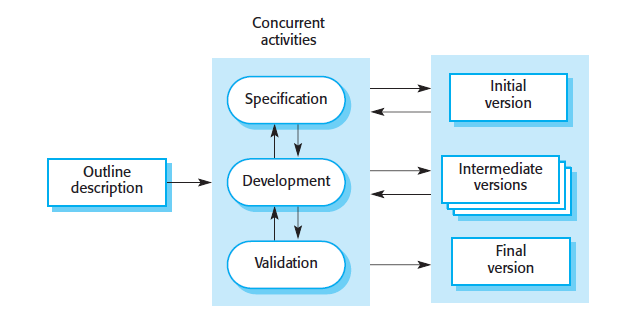 Concurrent
activities
Specification
Initial
version
Outline
description
Development
Intermediate
versions
Validation
Final
version